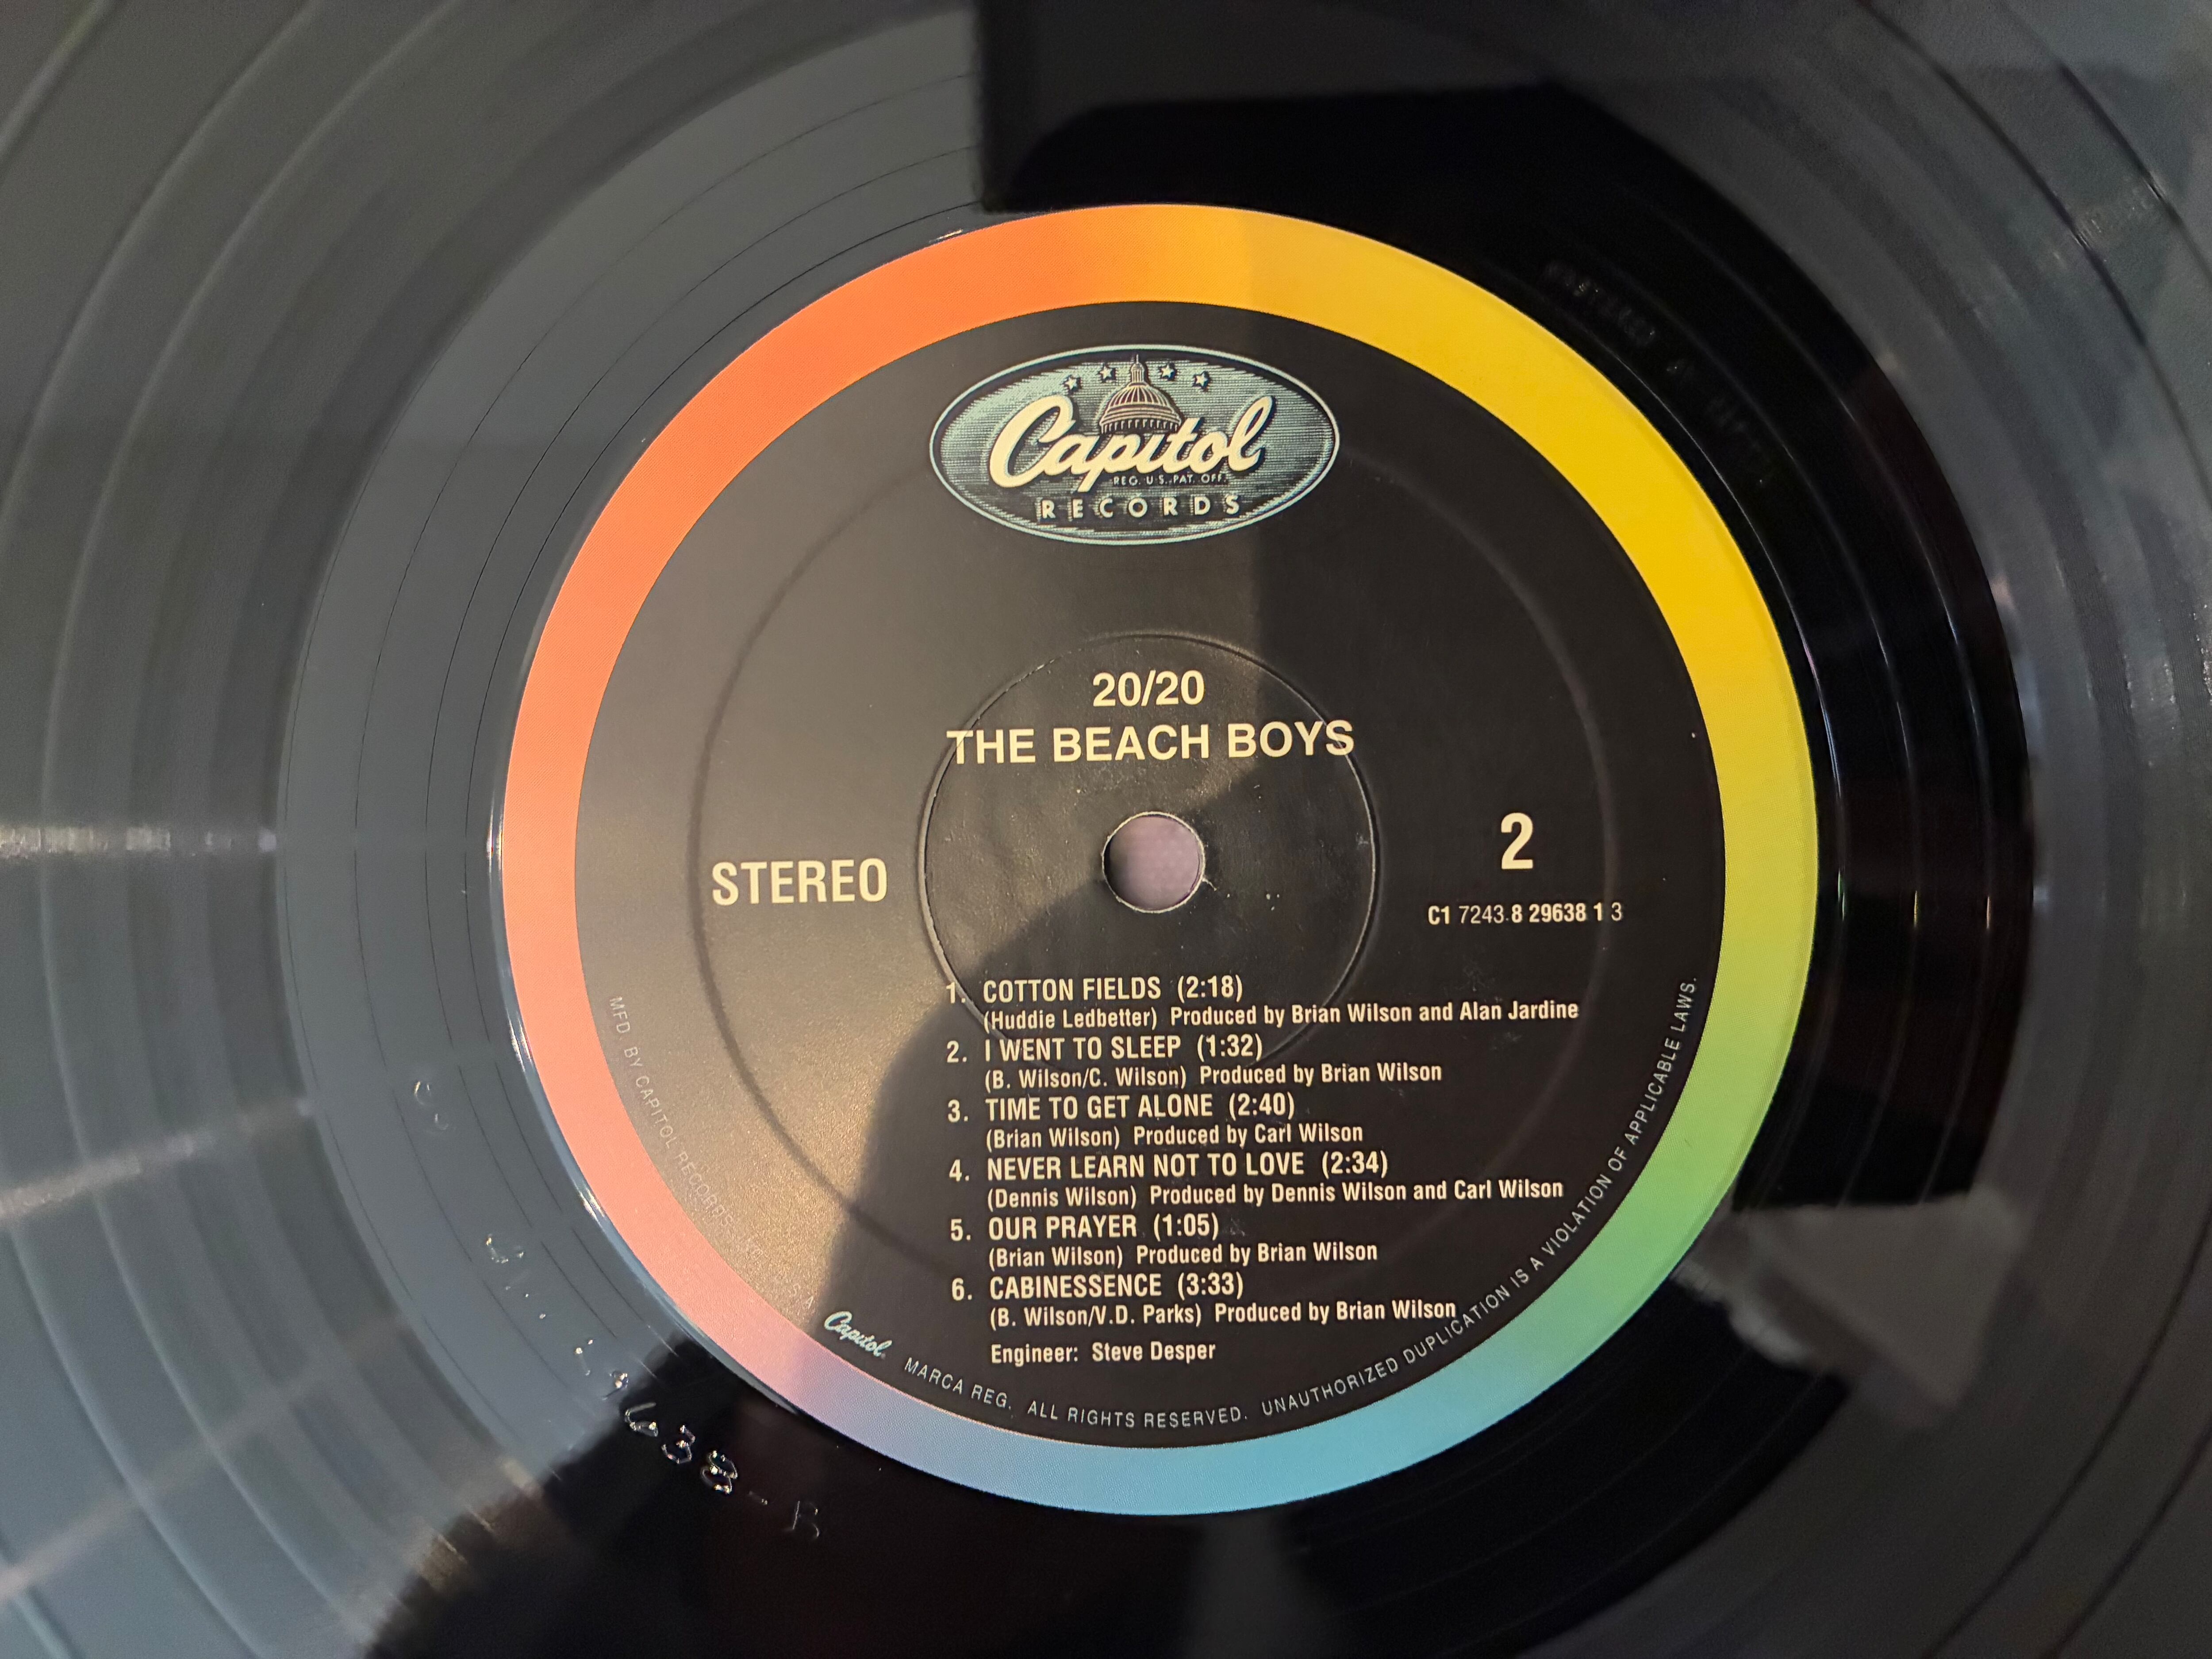 Capitol
REG. U.S. PAT. OFF.
RECORDS
20/20
THE BEACH BOYS
STEREO
2
C1 7243 8 29638 1 3
1. COTTON FIELDS (2:18)
(Huddie Ledbetter) Produced by Brian Wilson and Alan Jardine
2. I WENT TO SLEEP (1:32)
(B. Wilson/C. Wilson) Produced by Brian Wilson
3. TIME TO GET ALONE (2:40)
(Brian Wilson) Produced by Carl Wilson
4. NEVER LEARN NOT TO LOVE (2:34)
(Dennis Wilson) Produced by Dennis Wilson and Carl Wilson
5. OUR PRAYER (1:05)
(Brian Wilson) Produced by Brian Wilson
6. CABINESSENCE (3:33)
(B. Wilson/V.D. Parks) Produced by Brian Wilson
Engineer: Steve Desper
MFD. BY CAPITOL RECORDS, U.S.A. Capitol MARCA REG. ALL RIGHTS RESERVED. UNAUTHORIZED DUPLICATION IS A VIOLATION OF APPLICABLE LAWS.